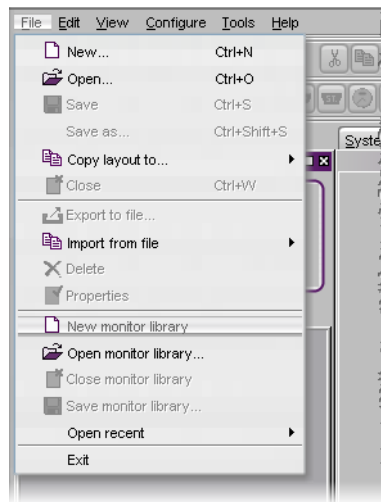 File Edit View Configure Tools Help
New... Ctrl+N
Open... Ctrl+O
Save Ctrl+S
Save as... Ctrl+Shift+S
Copy layout to...
Close Ctrl+W
Export to file...
Import from file
Delete
Properties
New monitor library
Open monitor library...
Close monitor library
Save monitor library...
Open recent
Exit